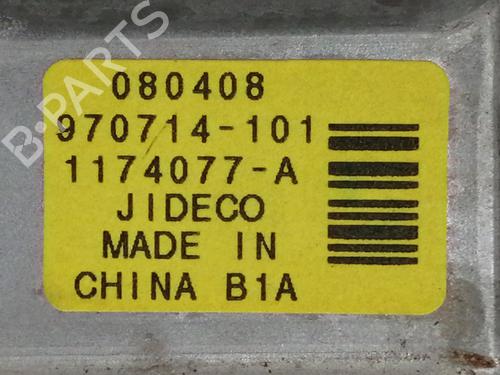 B-PARTS
080408
970714-101
1174077-A
JIDECO
MADE IN
CHINA B1A